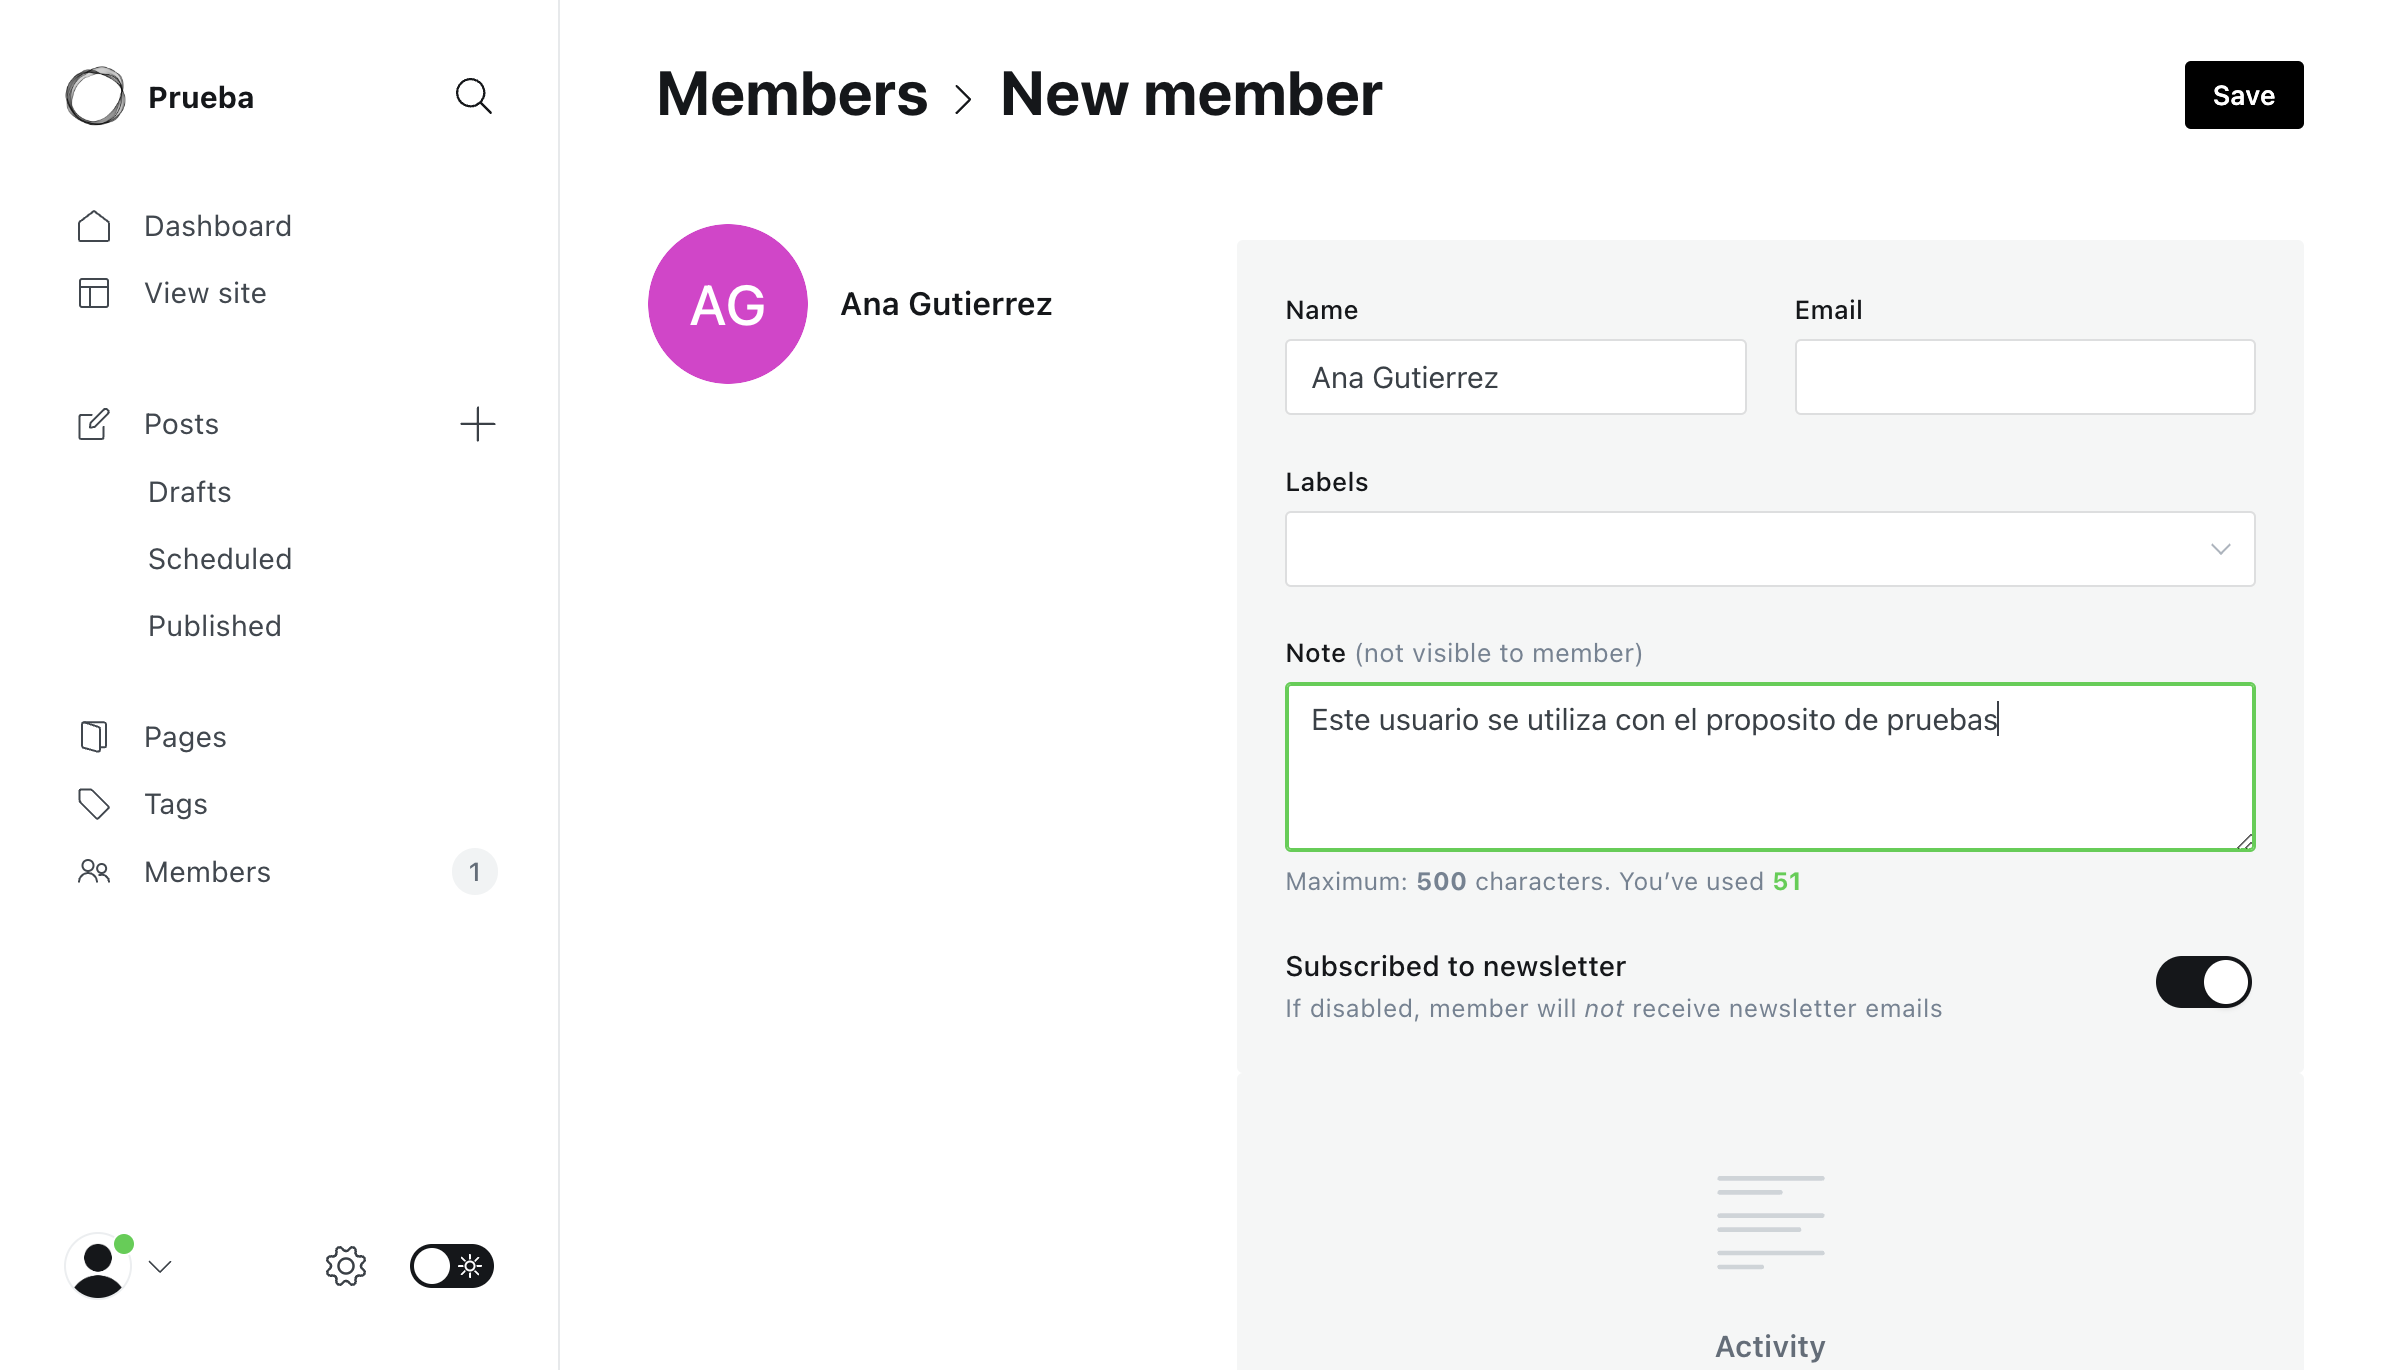 Prueba
Dashboard
View site
Posts
Drafts
Scheduled
Published
Pages
Tags
Members
1
Members > New member
Save
AG
Ana Gutierrez
Name
Email
Ana Gutierrez
Labels
Note (not visible to member)
Este usuario se utiliza con el proposito de pruebas
Maximum: 500 characters. You’ve used 51
Subscribed to newsletter
If disabled, member will not receive newsletter emails
Activity